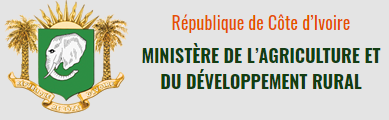 République de Côte d'Ivoire
MINISTÈRE DE L'AGRICULTURE ET
DU DÉVELOPPEMENT RURAL